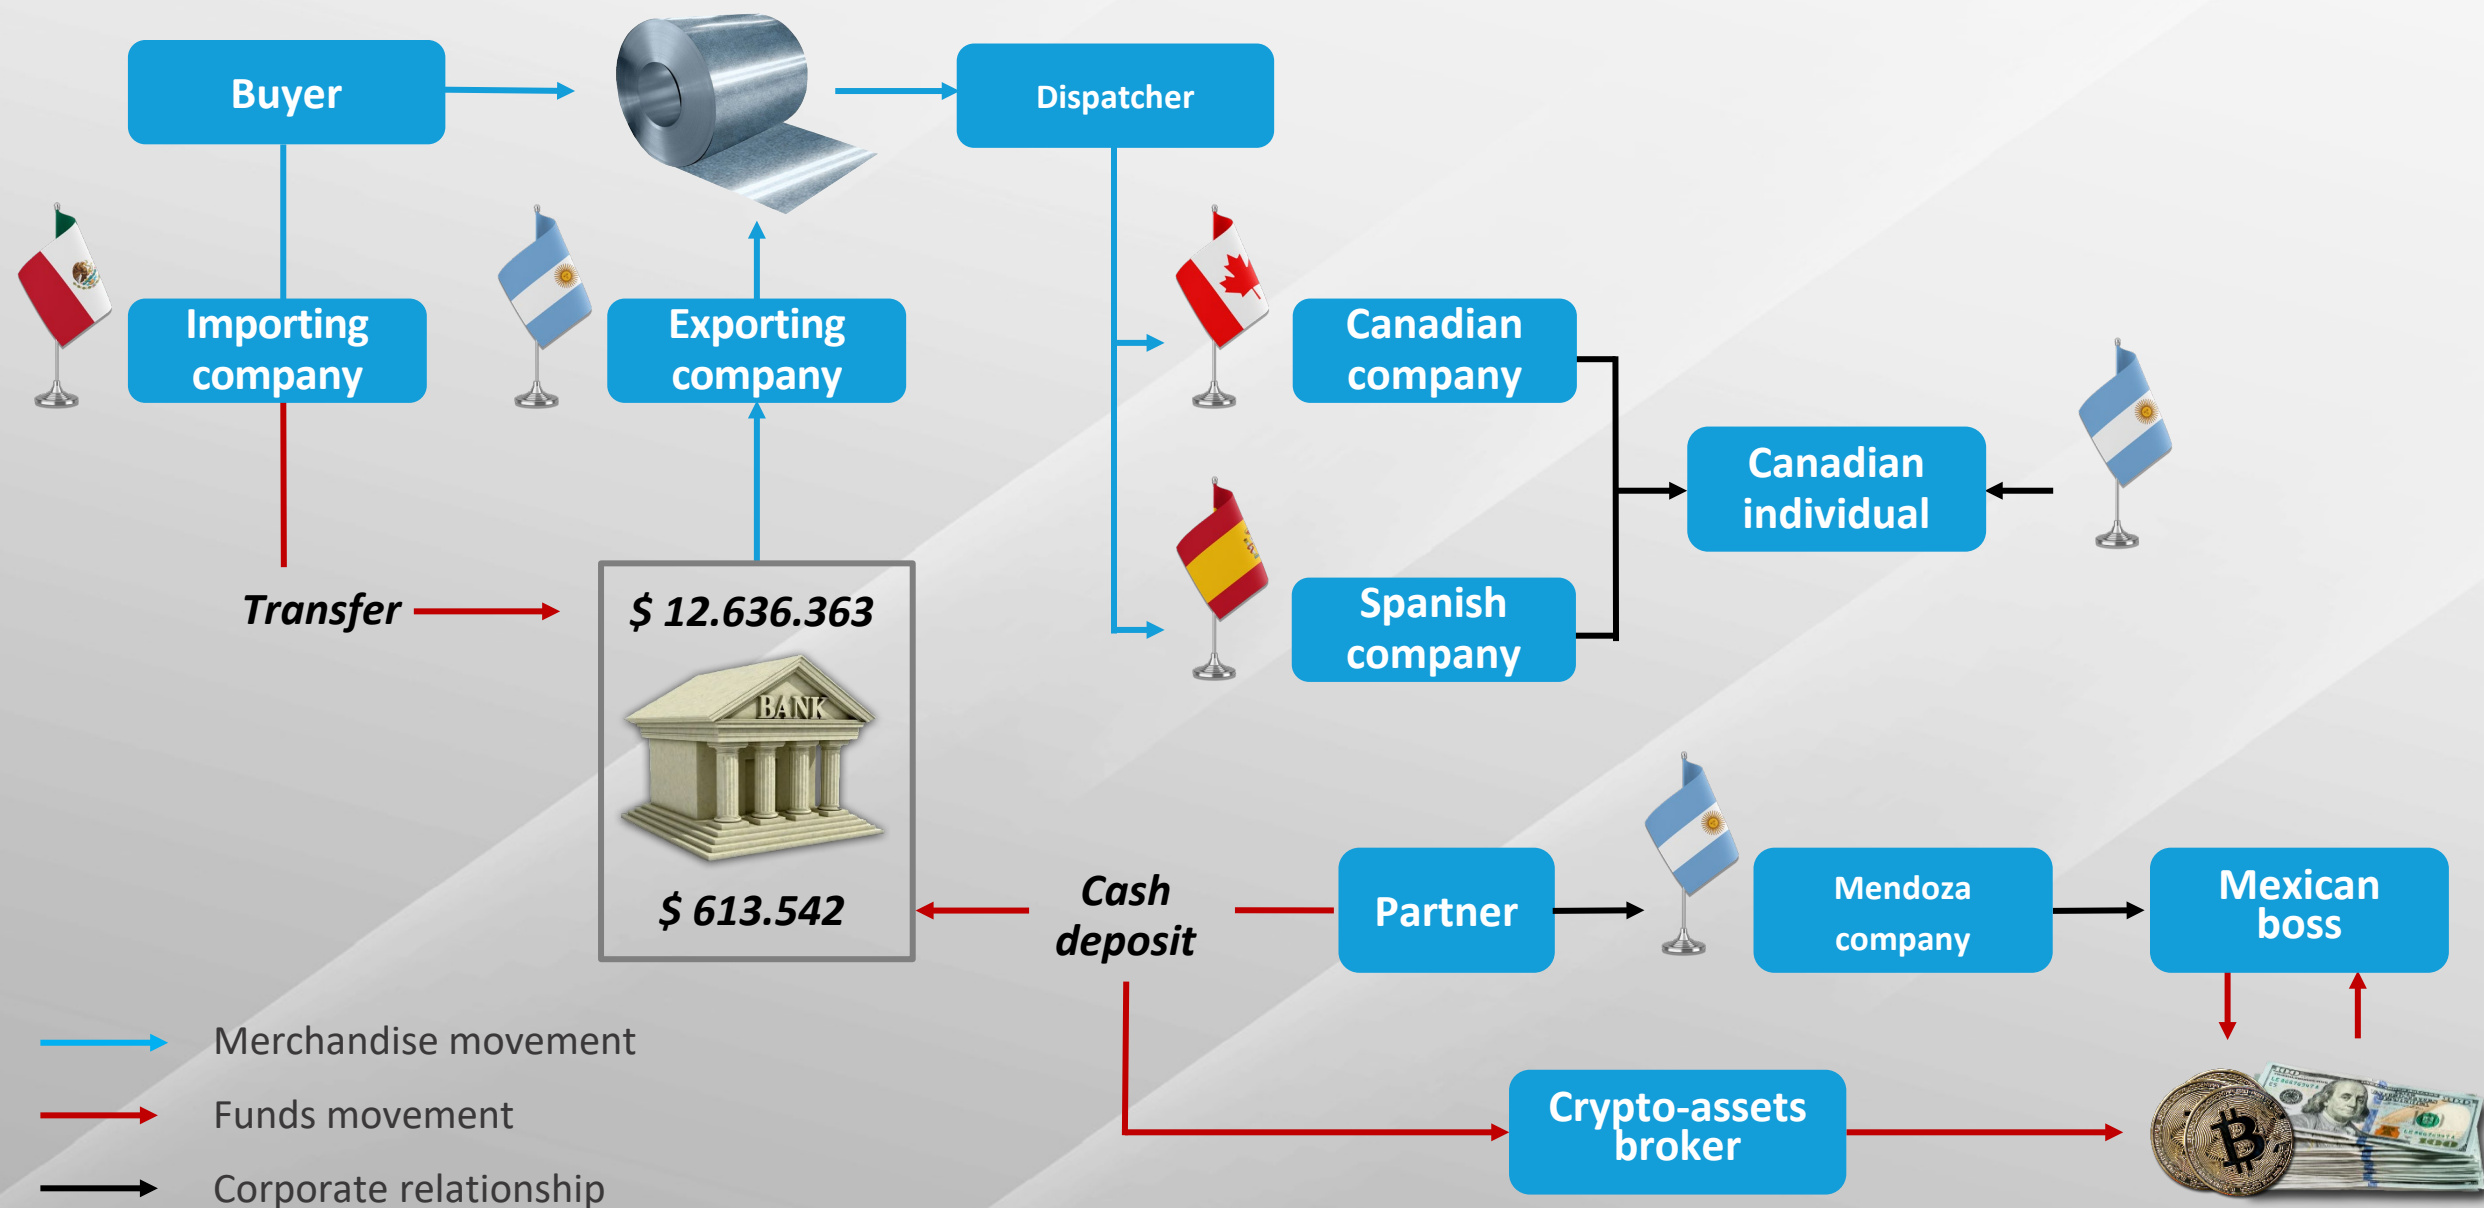 Buyer
Dispatcher
Importing
company
Exporting
company
Canadian
company
Canadian
individual
Transfer
$ 12.636.363
Spanish
company
BANK
$ 613.542
Cash
deposit
Partner
Mendoza
company
Mexican
boss
Crypto-assets
broker
Merchandise movement
Funds movement
Corporate relationship
100